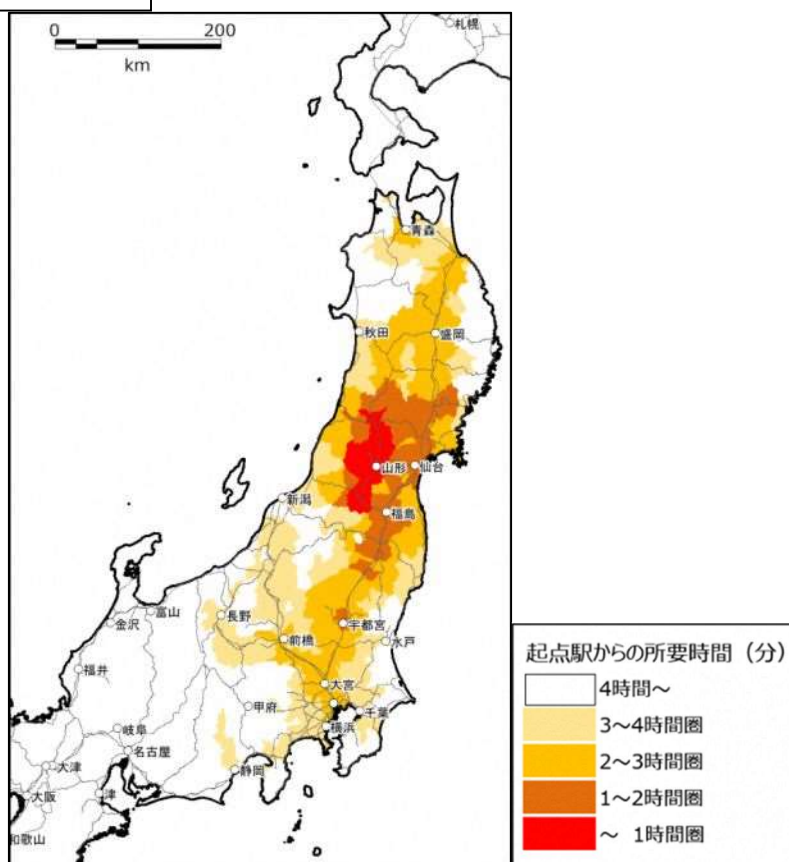 0 200
km
札幌
青森
秋田
盛岡
山形
仙台
新潟
福島
富山
長野
金沢
宇都宮
前橋
水戸
福井
大宮
甲府
千葉
岐阜
横浜
名古屋
大津
静岡
大阪
津
和歌山
起点駅からの所要時間（分）
4時間～
3～4時間圏
2～3時間圏
1～2時間圏
～ 1時間圏